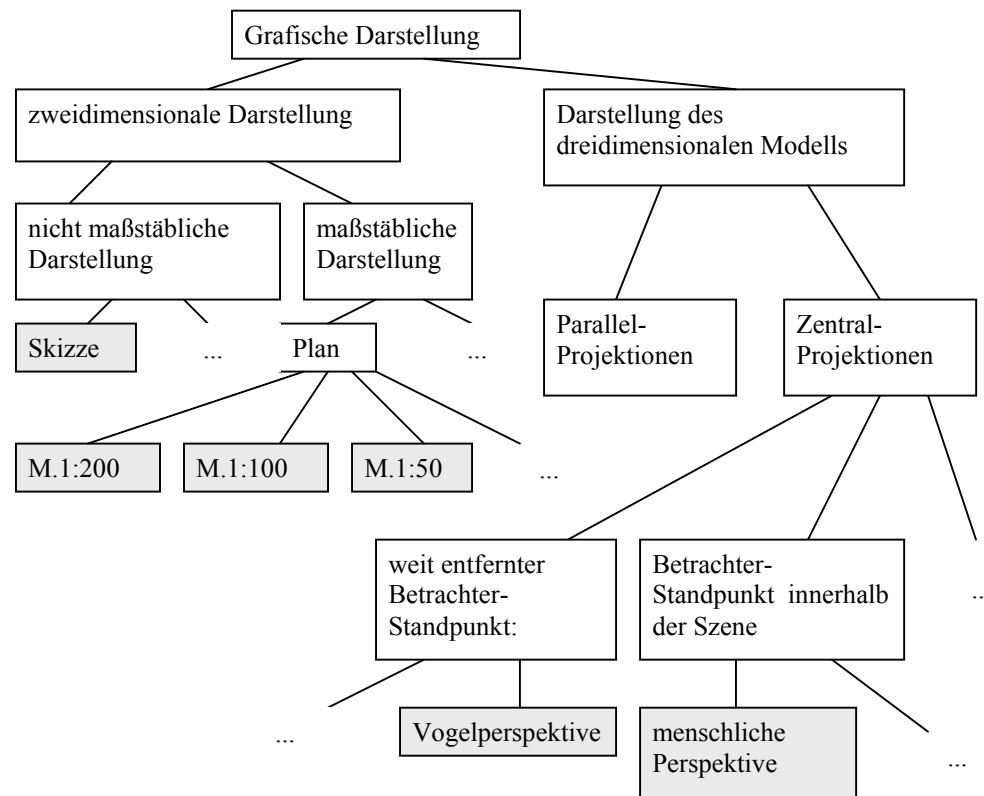 Grafische Darstellung
zweidimensionale Darstellung
Darstellung des
dreidimensionalen Modells
nicht maßstäbliche
Darstellung
maßstäbliche
Darstellung
Skizze
...
Plan
...
Parallel-
Projektionen
Zentral-
Projektionen
M.1:200
M.1:100
M.1:50
...
weit entfernter
Betrachter-
Standpunkt:
Betrachter-
Standpunkt innerhalb
der Szene
..
...
Vogelperspektive
menschliche
Perspektive
...